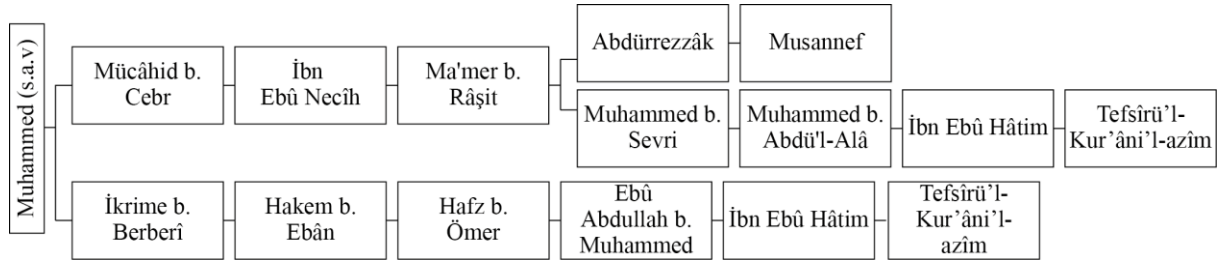 Muhammed (s.a.v)
Mücâhid b.
Cebr
İbn
Ebû Necîh
Ma'mer b.
Râşit
Abdürrezzâk
Musannef
Muhammed b.
Sevri
Muhammed b.
Abdü'l-Alâ
İbn Ebû Hâtim
Tefsîrü’l-
Kur’âni’l-azîm
İkrime b.
Berberî
Hakem b.
Ebân
Hafz b.
Ömer
Ebû
Abdullah b.
Muhammed
İbn Ebû Hâtim
Tefsîrü’l-
Kur’âni’l-
azîm